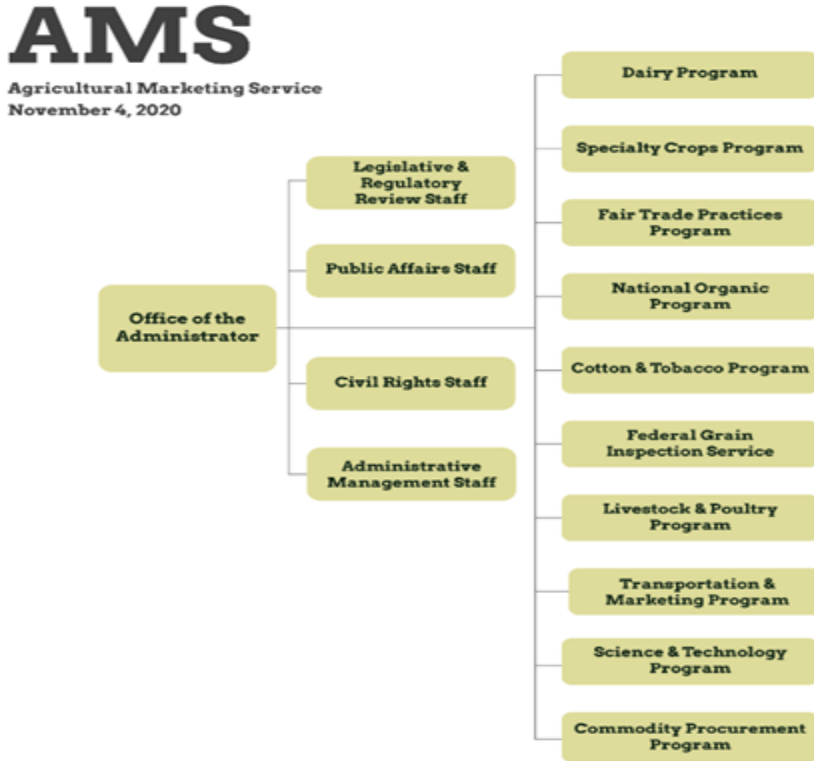 AMS
Agricultural Marketing Service
November 4, 2020
Office of the
Administrator
Legislative &
Regulatory
Review Staff
Public Affairs Staff
Civil Rights Staff
Administrative
Management Staff
Dairy Program
Specialty Crops Program
Fair Trade Practices
Program
National Organic
Program
Cotton & Tobacco Program
Federal Grain
Inspection Service
Livestock & Poultry
Program
Transportation &
Marketing Program
Science & Technology
Program
Commodity Procurement
Program